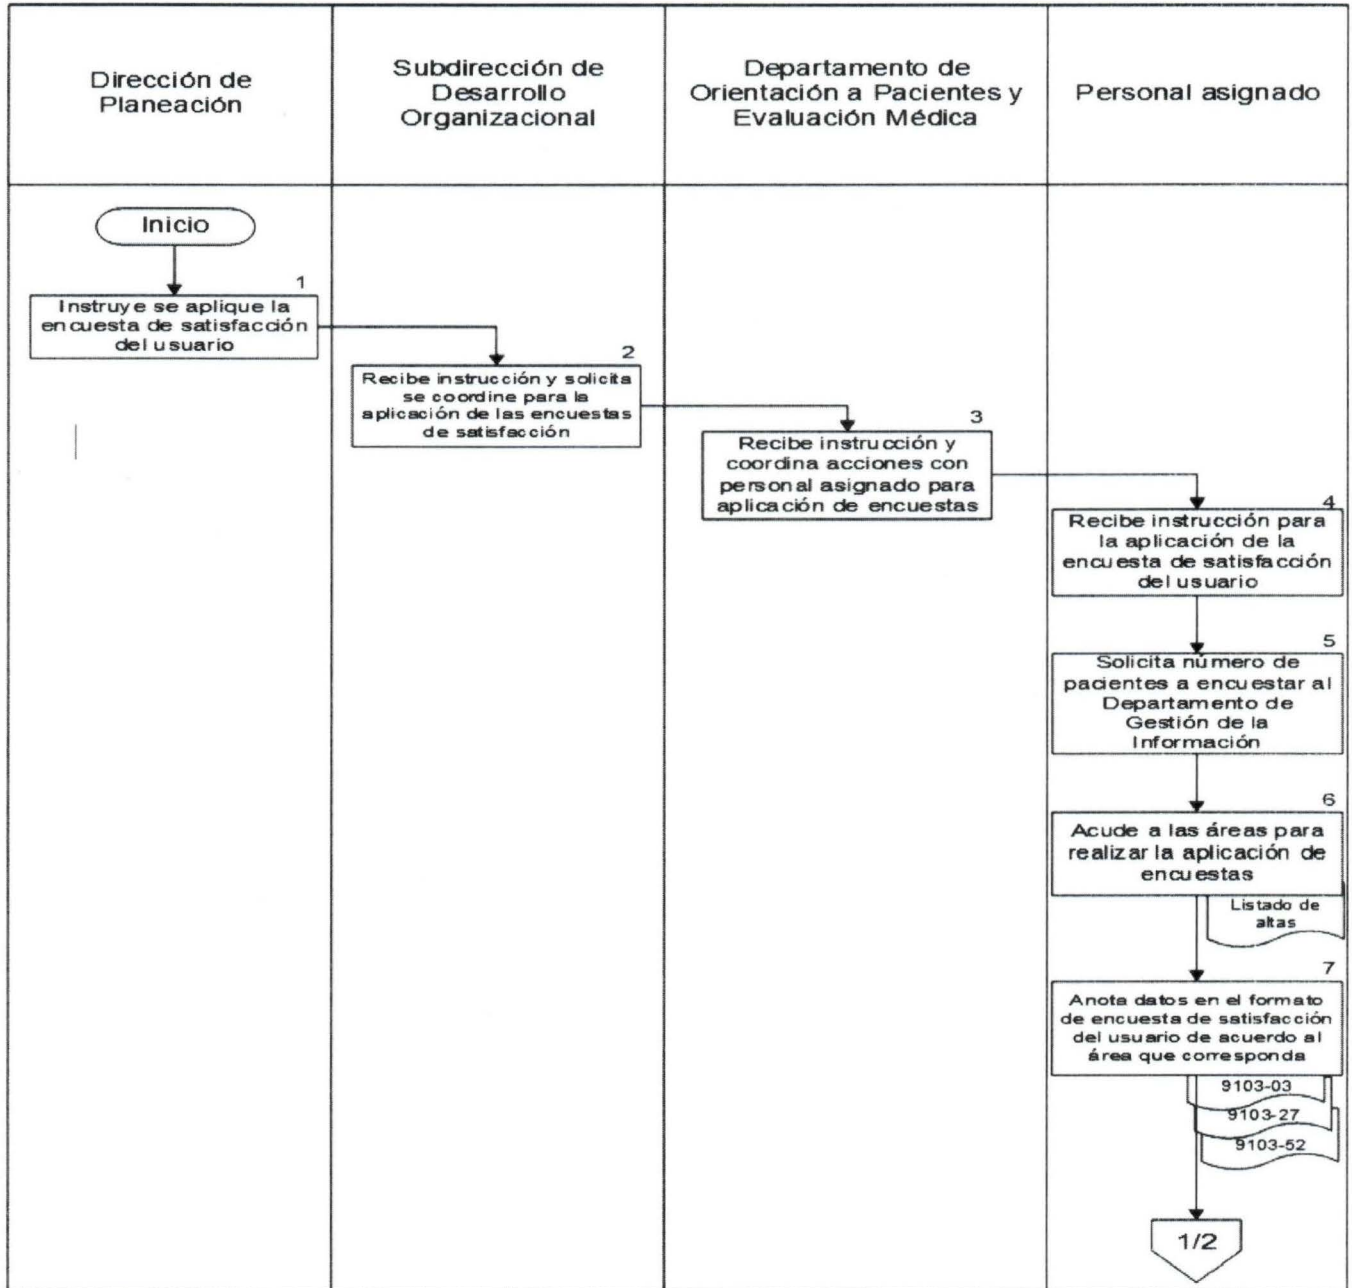 Dirección de
Planeación
Subdirección de
Desarrollo
Organizacional
Departamento de
Orientación a Pacientes y
Evaluación Médica
Personal asignado
Inicio
1
Instruye se aplique la
encuesta de satisfacción
del usuario
2
Recibe instrucción y solicita
se coordine para la
aplicación de las encuestas
de satisfacción
3
Recibe instrucción y
coordina acciones con
personal asignado para
aplicación de encuestas
4
Recibe instrucción para
la aplicación de la
encuesta de satisfacción
del usuario
5
Solicita número de
pacientes a encuestar al
Departamento de
Gestión de la
Información
6
Acude a las áreas para
realizar la aplicación de
encuestas
Listado de
altas
7
Anota datos en el formato
de encuesta de satisfacción
del usuario de acuerdo al
área que corresponda
9103-03
9103-27
9103-52
1/2